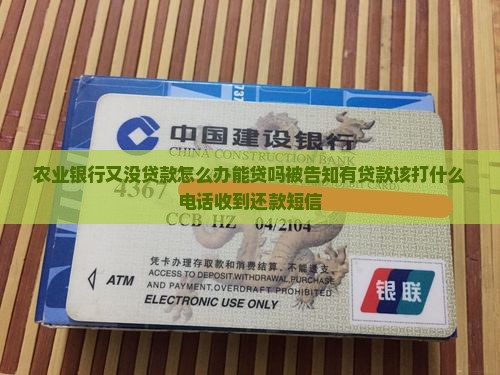 737
中国建设银行
CHINA CONSTRUCTION BANK
农业银行又没贷款怎么办能贷吗被告知有贷款该打什么
电话收到还款短信
4367
CCB HZ 04/2104
凭卡办理存取款和消费结算，不能透支。
ATM
ACCESS TO DEPOSIT.WITHDRAWAL.PURCHASE
AND PAYMENT.OVERDRAFT PROHIBITED.
ELECTRONIC USE ONLY
银联